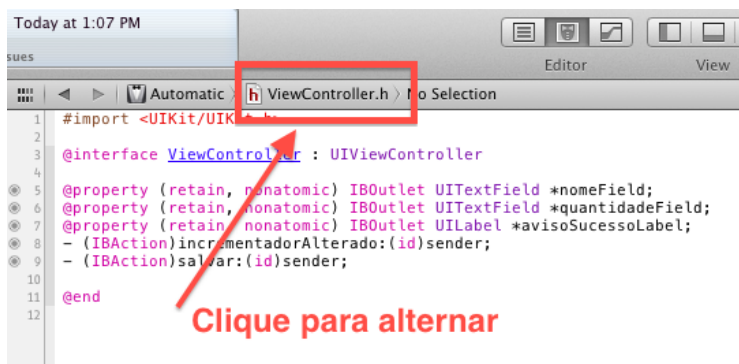 Today at 1:07 PM
sues
Editor View
Automatic ViewController.h No Selection
1 #import <UIKit/UIKit.h>
2
3 @interface ViewController : UIViewController
4
5 @property (retain, nonatomic) IBOutlet UITextField *nomeField;
6 @property (retain, nonatomic) IBOutlet UITextField *quantidadeField;
7 @property (retain, nonatomic) IBOutlet UILabel *avisoSucessoLabel;
8 - (IBAction)incrementadorAlterado:(id)sender;
9 - (IBAction)salvar:(id)sender;
10
11 @end
12
Clique para alternar